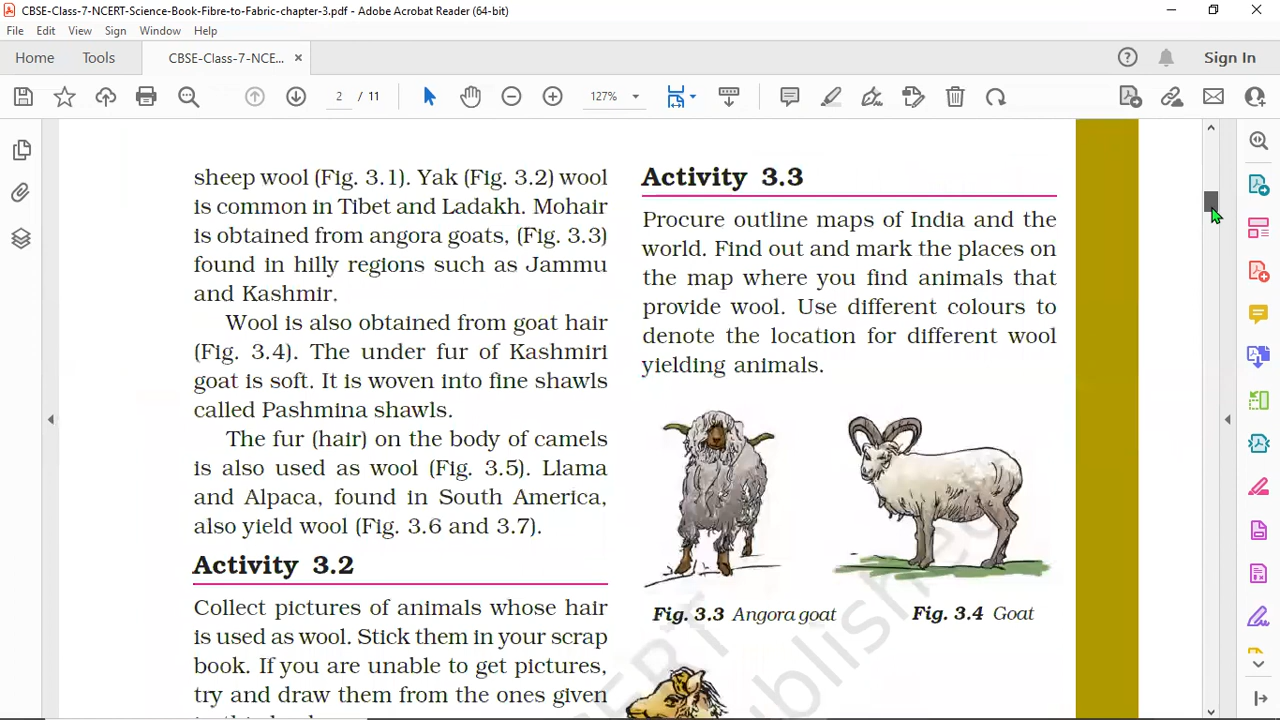 CBSE-Class-7-NCERT-Science-Book-Fibre-to-Fabric-chapter-3.pdf - Adobe Acrobat Reader (64-bit)
File Edit View Sign Window Help
Home Tools CBSE-Class-7-NCE... × Sign In
2 / 11 127%
sheep wool (Fig. 3.1). Yak (Fig. 3.2) wool
is common in Tibet and Ladakh. Mohair
is obtained from angora goats, (Fig. 3.3)
found in hilly regions such as Jammu
and Kashmir.
Wool is also obtained from goat hair
(Fig. 3.4). The under fur of Kashmiri
goat is soft. It is woven into fine shawls
called Pashmina shawls.
The fur (hair) on the body of camels
is also used as wool (Fig. 3.5). Llama
and Alpaca, found in South America,
also yield wool (Fig. 3.6 and 3.7).
Activity 3.2
Collect pictures of animals whose hair
is used as wool. Stick them in your scrap
book. If you are unable to get pictures,
try and draw them from the ones given
Activity 3.3
Procure outline maps of India and the
world. Find out and mark the places on
the map where you find animals that
provide wool. Use different colours to
denote the location for different wool
yielding animals.
Fig. 3.3 Angora goat
Fig. 3.4 Goat